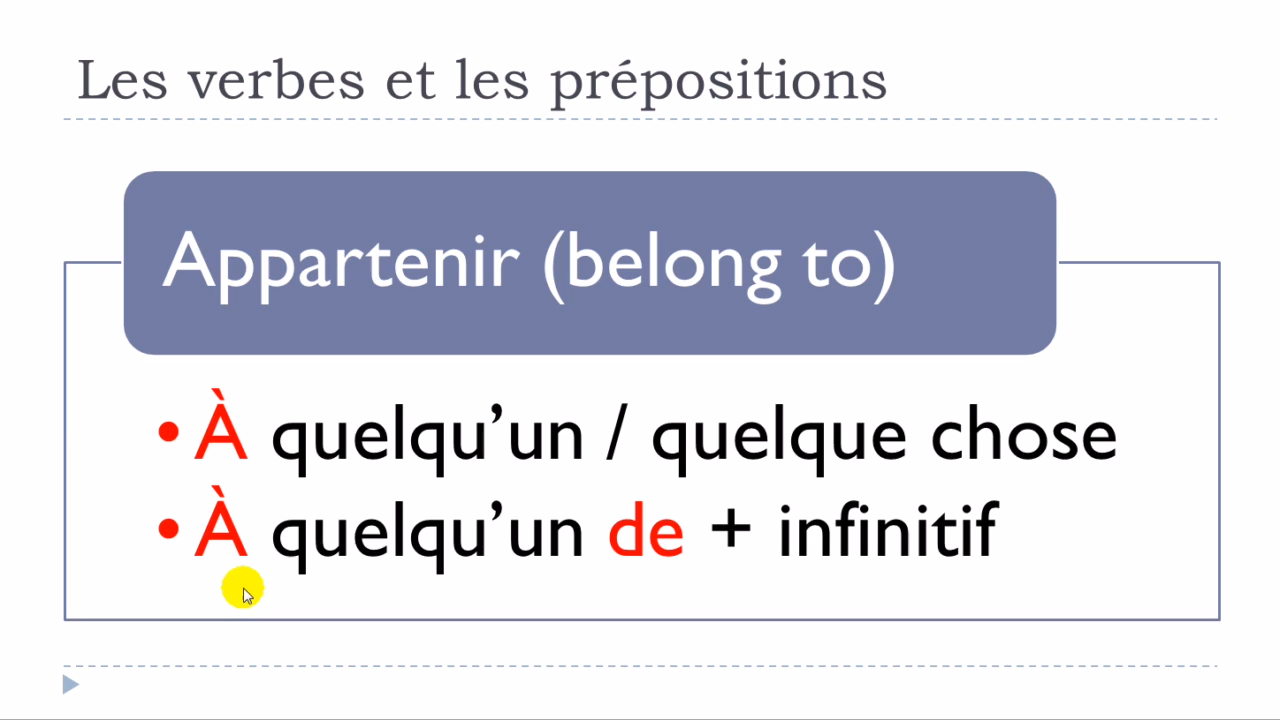 Les verbes et les prépositions
Appartenir (belong to)
•À quelqu’un / quelque chose
•À quelqu’un de + infinitif